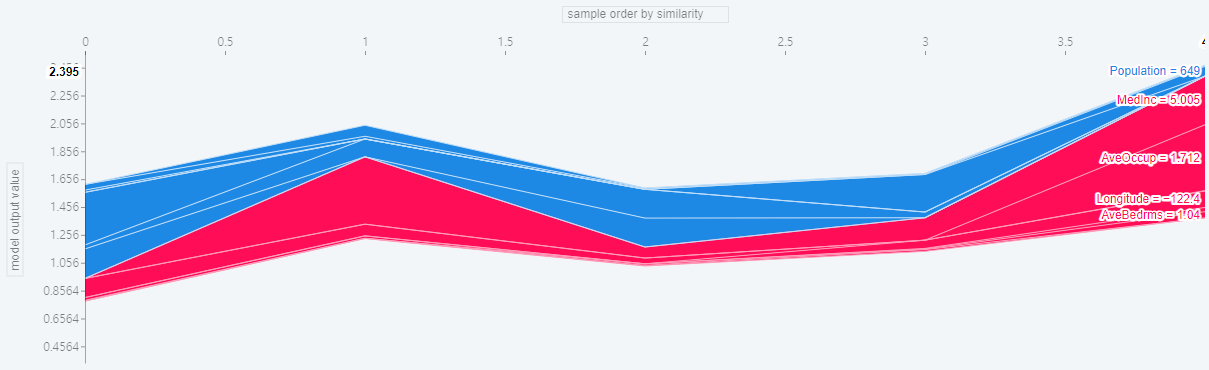 sample order by similarity
0 0.5 1 1.5 2 2.5 3 3.5 4
2.395
Population = 649
2.256
MedInc = 5.005
2.056
1.856
AveOccup = 1.712
1.656
Longitude = −122.4
1.456
AveBedrms = 1.04
1.256
1.056
0.8564
0.6564
0.4564
model output value